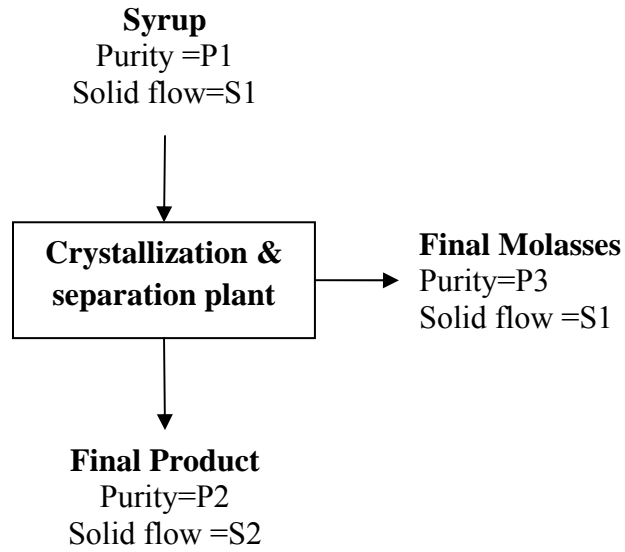 Syrup
Purity =P1
Solid flow=S1
Crystallization &
separation plant
Final Molasses
Purity=P3
Solid flow =S1
Final Product
Purity=P2
Solid flow =S2